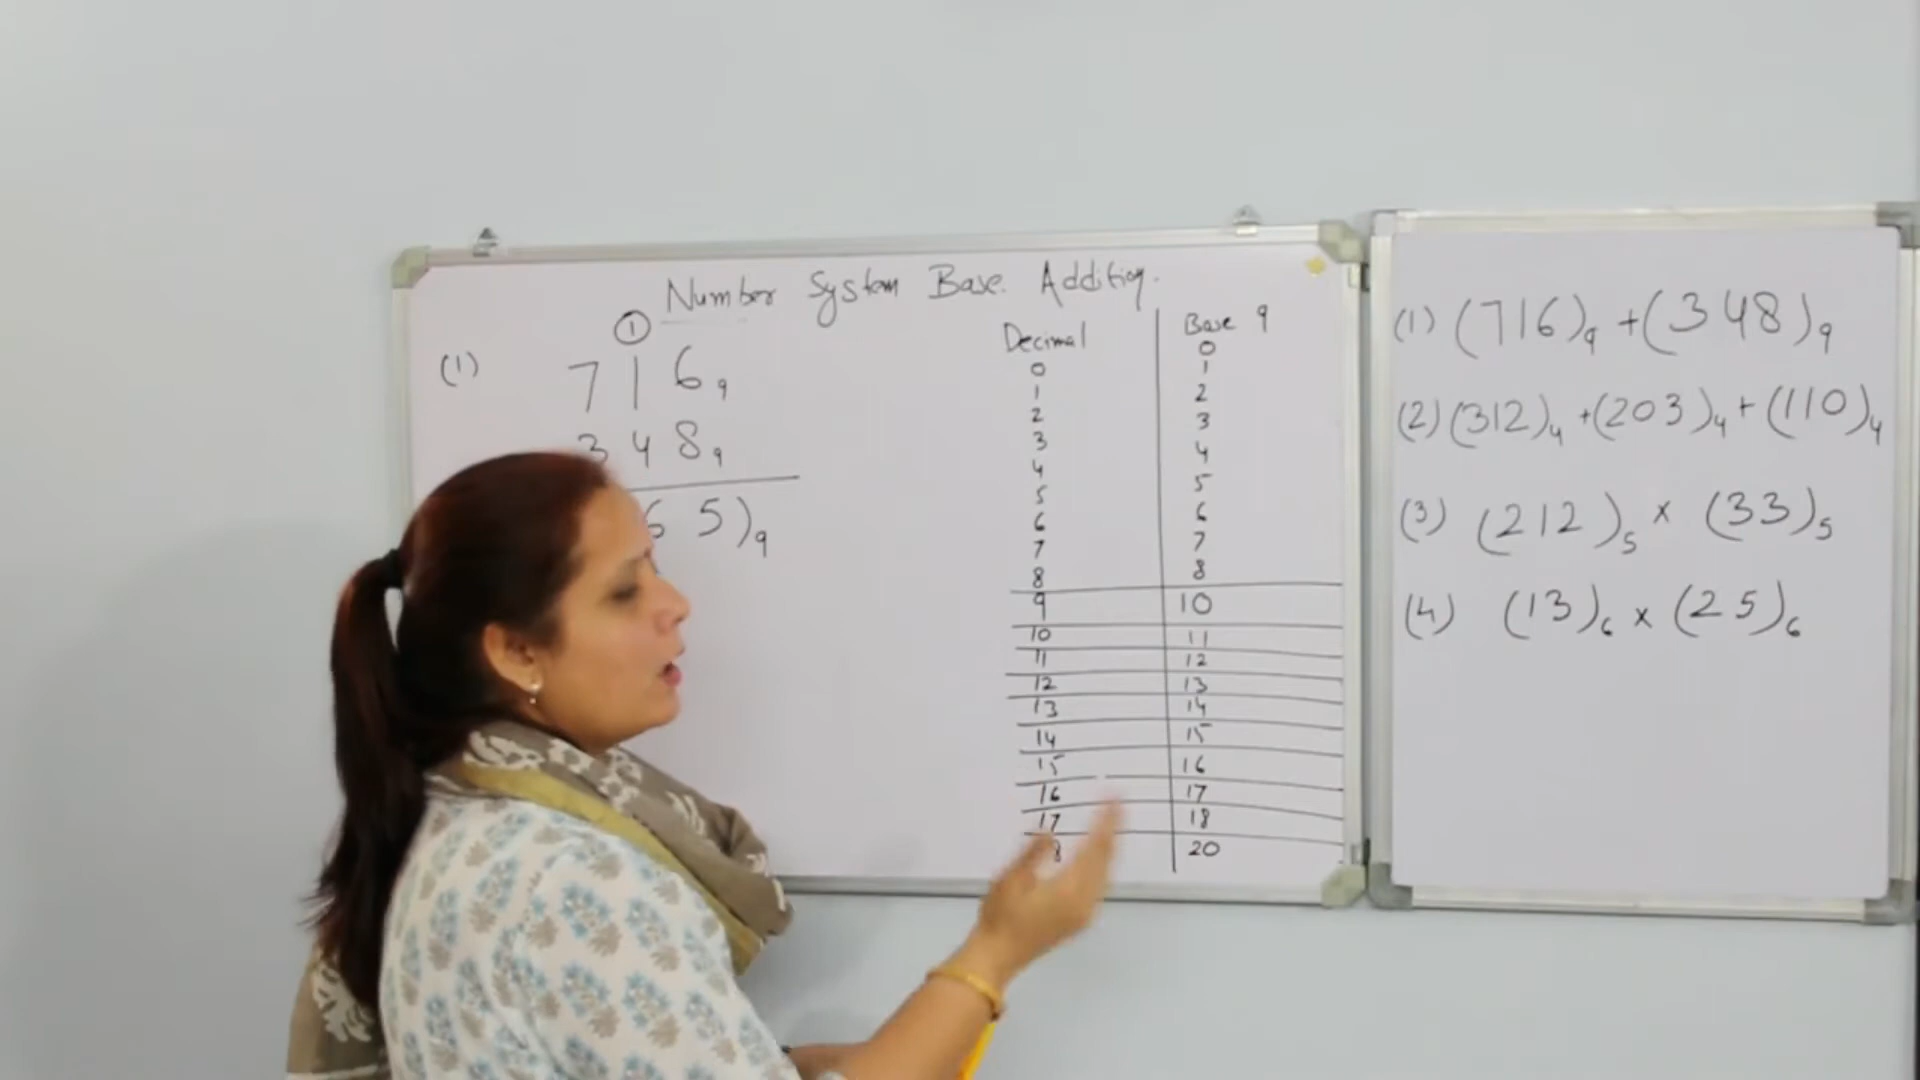 Number System Base. Addition.
(1) ①
7 1 6₉
3 4 8₉
6 5)₉
Decimal | Base 9
0 | 0
1 | 1
2 | 2
3 | 3
4 | 4
5 | 5
6 | 6
7 | 7
8 | 8
9 | 10
10 | 11
11 | 12
12 | 13
13 | 14
14 | 15
15 | 16
16 | 17
17 | 18
8 | 20
(1) (716)₉ + (348)₉
(2) (312)₄ + (203)₄ + (110)₄
(3) (212)₅ x (33)₅
(4) (13)₆ x (25)₆